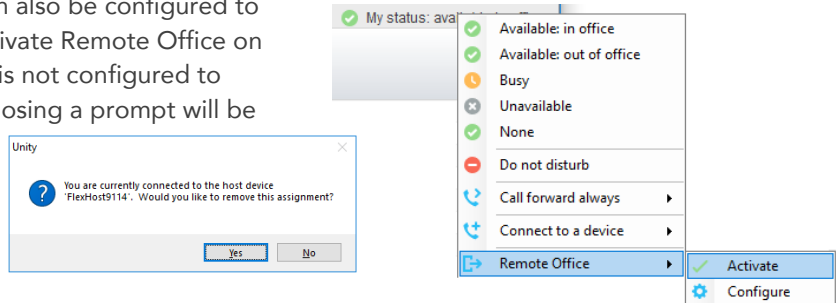 also be configured to
Remote Office on
is not configured to
a prompt will be
Unity
You are currently connected to the host device
'FlexHost9114'. Would you like to remove this assignment?
Yes
No
My status:
Available: in office
Available: out of office
Busy
Unavailable
None
Do not disturb
Call forward always
Connect to a device
Remote Office
Activate
Configure